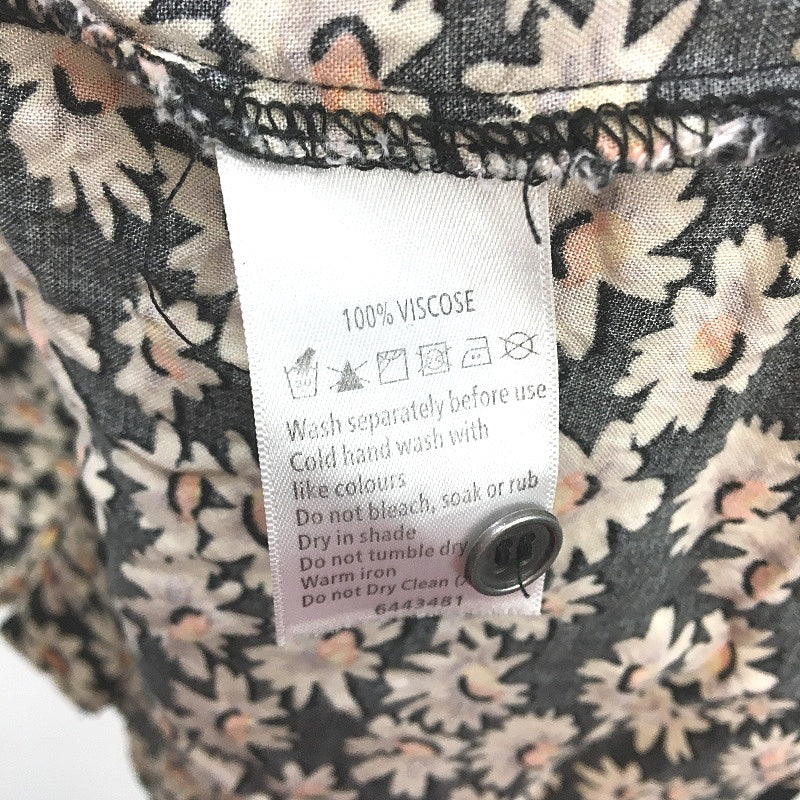 100% VISCOSE
30
Wash separately before use
Cold hand wash with
like colours
Do not bleach, soak or rub
Dry in shade
Do not tumble dry
Warm iron
Do not Dry Clean (
6443481